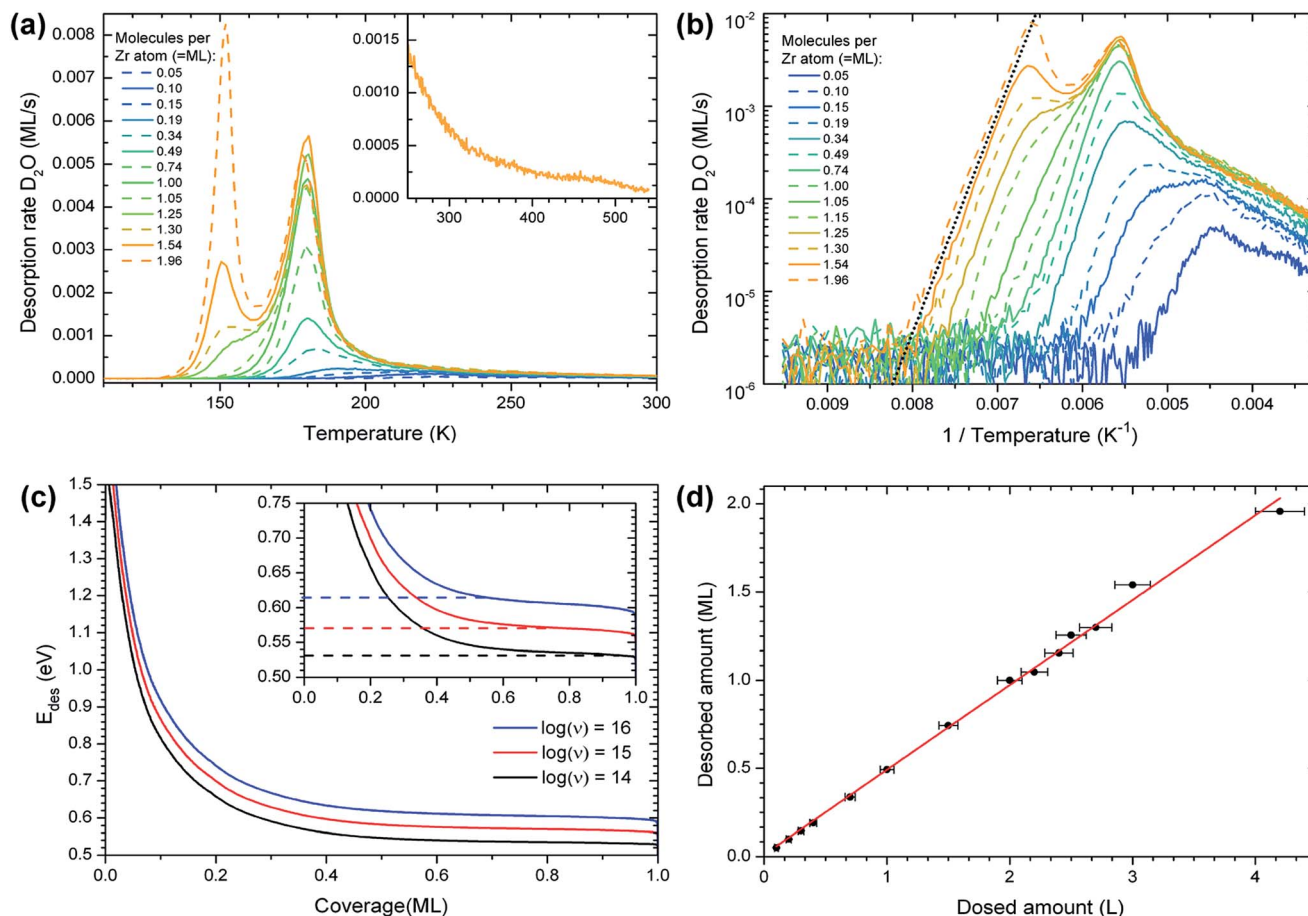 (a)
0.008
0.007
0.006
0.005
0.004
0.003
0.002
0.001
0.000
Desorption rate D₂O (ML/s)
Molecules per
Zr atom (=ML):
0.05
0.10
0.15
0.19
0.34
0.49
0.74
1.00
1.05
1.25
1.30
1.54
1.96
0.0015
0.0010
0.0005
0.0000
300 400 500
150 200 250 300
Temperature (K)
(b)
10⁻²
10⁻³
10⁻⁴
10⁻⁵
10⁻⁶
Desorption rate D₂O (ML/s)
Molecules per
Zr atom (=ML):
0.05
0.10
0.15
0.19
0.34
0.49
0.74
1.00
1.05
1.15
1.25
1.30
1.54
1.96
0.009 0.008 0.007 0.006 0.005 0.004
1 / Temperature (K⁻¹)
(c)
1.5
1.4
1.3
1.2
1.1
1.0
0.9
0.8
0.7
0.6
0.5
E_des (eV)
0.75
0.70
0.65
0.60
0.55
0.50
0.0 0.2 0.4 0.6 0.8 1.0
log(ν) = 16
log(ν) = 15
log(ν) = 14
0.0 0.2 0.4 0.6 0.8 1.0
Coverage(ML)
(d)
2.0
1.5
1.0
0.5
0.0
Desorbed amount (ML)
0 1 2 3 4
Dosed amount (L)